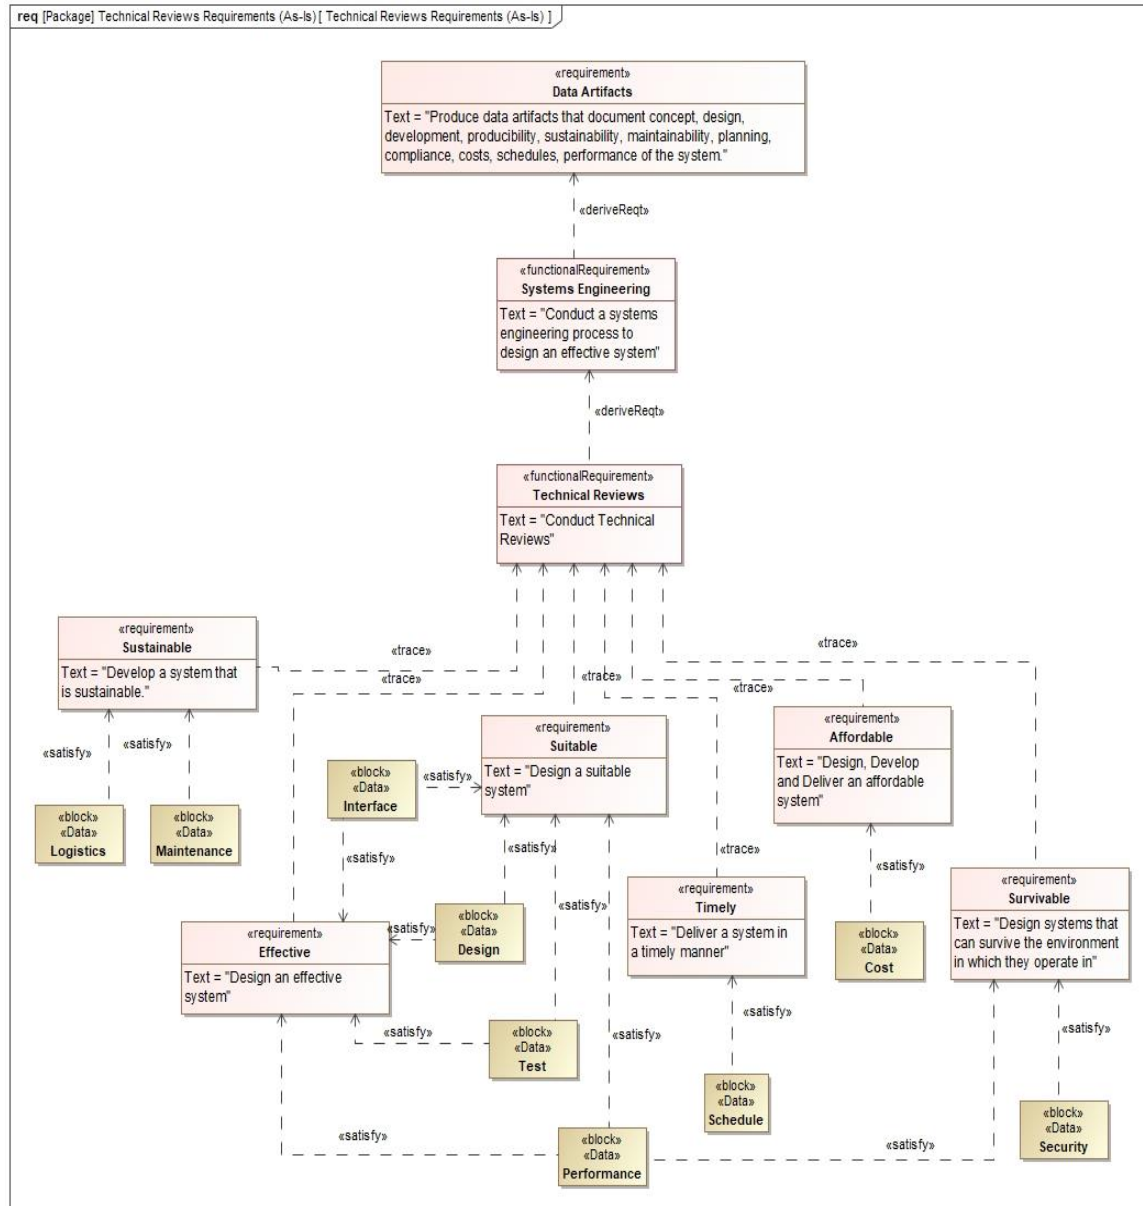 req [Package] Technical Reviews Requirements (As-Is) [ Technical Reviews Requirements (As-Is) ]
«requirement»
Data Artifacts
Text = "Produce data artifacts that document concept, design,
development, producibility, sustainability, maintainability, planning,
compliance, costs, schedules, performance of the system."
«deriveReqt»
«functionalRequirement»
Systems Engineering
Text = "Conduct a systems
engineering process to
design an effective system"
«deriveReqt»
«functionalRequirement»
Technical Reviews
Text = "Conduct Technical
Reviews"
«requirement»
Sustainable
Text = "Develop a system that
is sustainable."
«trace»
«trace»
«trace»
«trace»
«trace»
«satisfy»
«satisfy»
«block»
«Data»
Logistics
«block»
«Data»
Maintenance
«block»
«Data»
Interface
«satisfy»
«requirement»
Suitable
Text = "Design a suitable
system"
«requirement»
Affordable
Text = "Design, Develop
and Deliver an affordable
system"
«satisfy»
«satisfy»
«trace»
«satisfy»
«requirement»
Effective
Text = "Design an effective
system"
«satisfy»
«block»
«Data»
Design
«satisfy»
«requirement»
Timely
Text = "Deliver a system in
a timely manner"
«block»
«Data»
Cost
«requirement»
Survivable
Text = "Design systems that
can survive the environment
in which they operate in"
«satisfy»
«block»
«Data»
Test
«satisfy»
«satisfy»
«satisfy»
«block»
«Data»
Schedule
«block»
«Data»
Security
«satisfy»
«block»
«Data»
Performance
«satisfy»